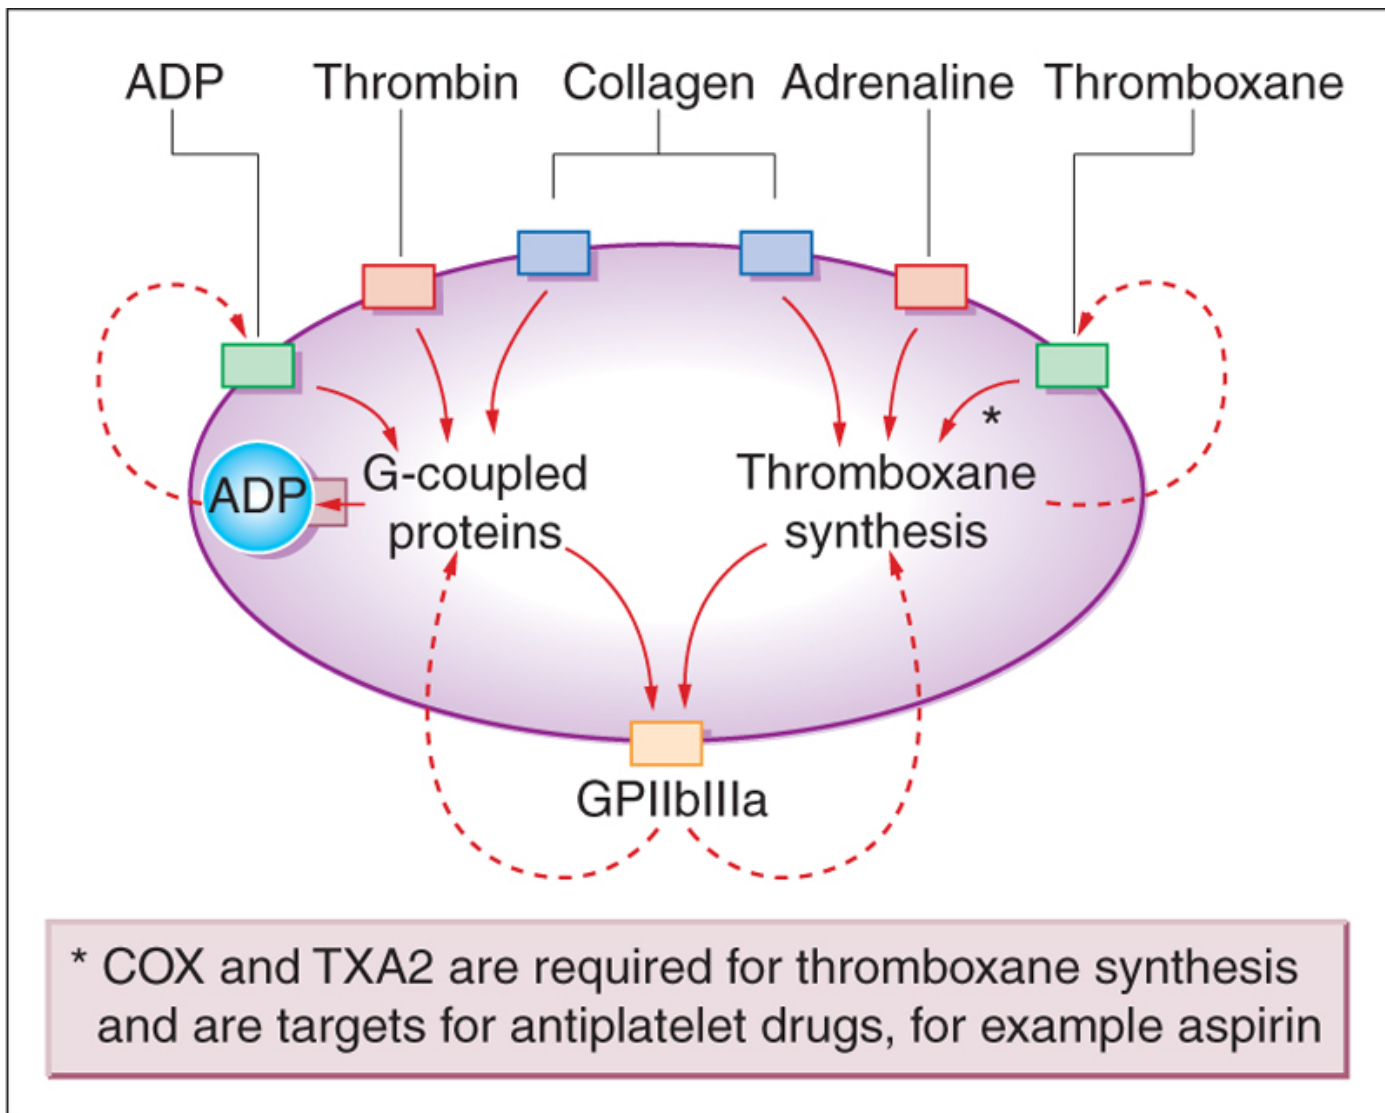 ADP Thrombin Collagen Adrenaline Thromboxane
*
ADP
G-coupled
proteins
Thromboxane
synthesis
GPIIbIIIa
* COX and TXA2 are required for thromboxane synthesis
and are targets for antiplatelet drugs, for example aspirin